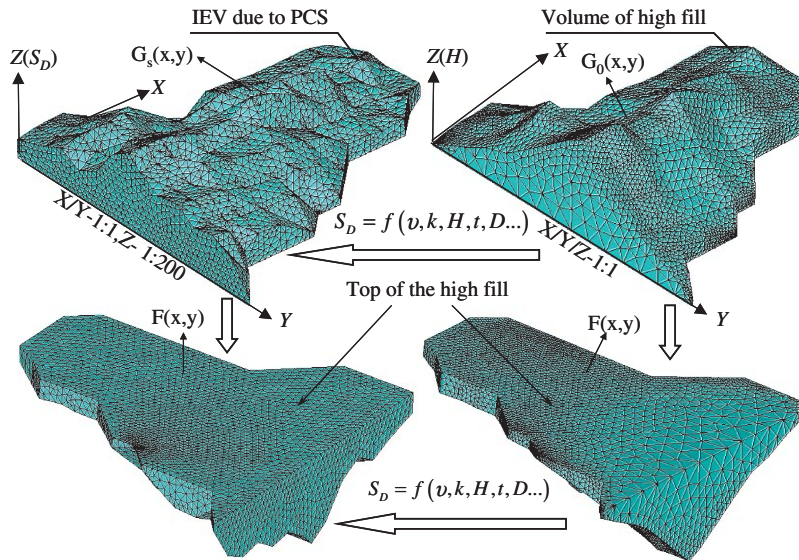 IEV due to PCS
Volume of high fill
Z(S_D)
G_s(x,y)
X
Z(H)
X
G_0(x,y)
X/Y-1:1,Z- 1:200
S_D = f(υ,k,H,t,D...)
X/Y/Z-1:1
Y
Y
F(x,y)
Top of the high fill
F(x,y)
S_D = f(υ,k,H,t,D...)